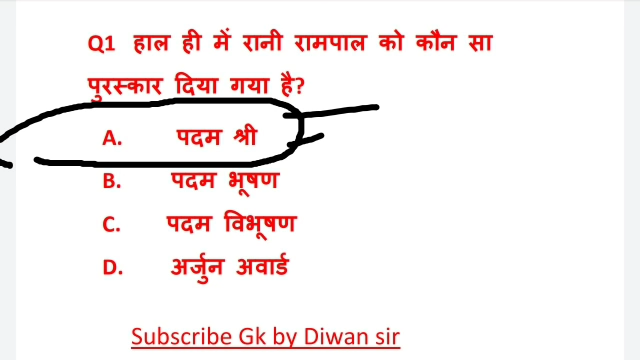 Q1 हाल ही में रानी रामपाल को कौन सा
पुरस्कार दिया गया है?
A. पदम श्री
B. पदम भूषण
C. पदम विभूषण
D. अर्जुन अवार्ड
Subscribe Gk by Diwan sir